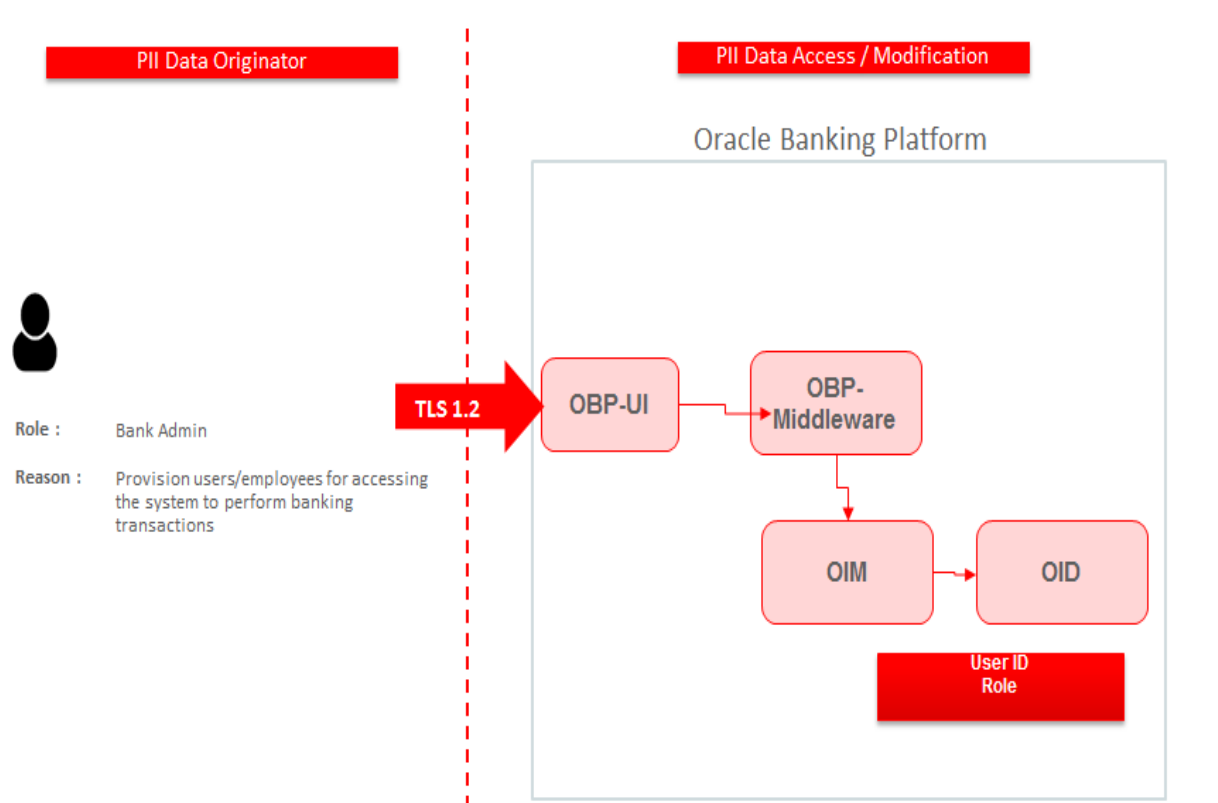 PII Data Originator
PII Data Access / Modification
Oracle Banking Platform
TLS 1.2
OBP-UI
OBP-
Middleware
Role : Bank Admin
Reason : Provision users/employees for accessing
the system to perform banking
transactions
OIM
OID
User ID
Role